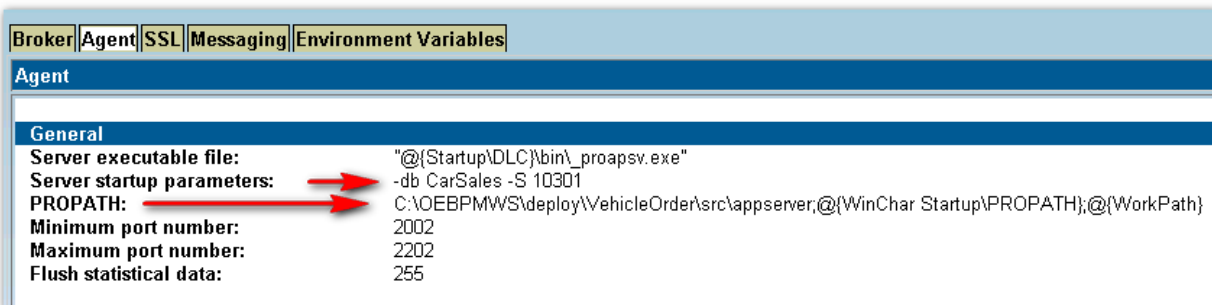 Broker Agent SSL Messaging Environment Variables
Agent
General
Server executable file: "@{Startup\DLC}\bin\_proapsv.exe"
Server startup parameters: -db CarSales -S 10301
PROPATH: C:\OEBPMWS\deploy\VehicleOrder\src\appserver;@{WinChar Startup\PROPATH};@{WorkPath}
Minimum port number: 2002
Maximum port number: 2202
Flush statistical data: 255